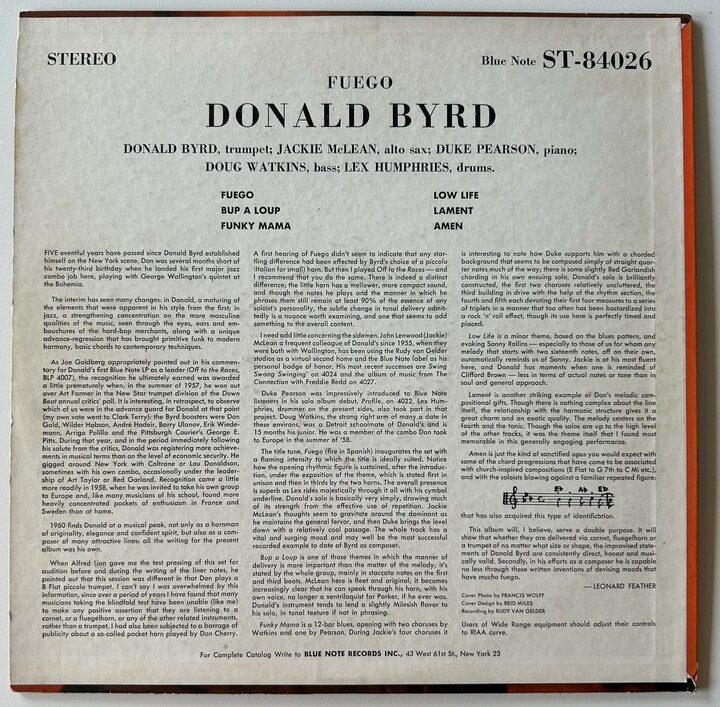 STEREO
Blue Note ST-84026
FUEGO
DONALD BYRD
DONALD BYRD, trumpet; JACKIE McLEAN, alto sax; DUKE PEARSON, piano;
DOUG WATKINS, bass; LEX HUMPHRIES, drums.
FUEGO
BUP A LOUP
FUNKY MAMA
LOW LIFE
LAMENT
AMEN
FIVE eventful years have passed since Donald Byrd established
himself on the New York scene. Don was several months short of
his twenty-third birthday when he landed his first major jazz
combo job here, playing with George Wallington's quintet at
the Bohemia.
The interim has seen many changes: in Donald, a maturing of
the elements that were apparent in his style from the first; in
jazz, a strengthening concentration on the more masculine
qualities of the music, seen through the eyes, ears and em-
bouchures of the hard-bop merchants, along with a unique
advance-regression that has brought primitive funk to modern
harmony, basic chords to contemporary techniques.
As Joe Goldberg appropriately pointed out in his commen-
tary for Donald's first Blue Note LP as a leader (Off to the Races,
BLP 4007), the recognition he ultimately earned was awarded
a little prematurely when, in the summer of 1957, he won out
over Art Farmer in the New Star trumpet division of the Down
Beat annual critics' poll. It is interesting, in retrospect, to observe
which of us were in the advance guard for Donald at that point
(my own vote went to Clark Terry): the Byrd boosters were Don
Gold, Wilder Hobson, André Hodeir, Barry Ulanov, Erik Wiede-
mann, Arrigo Polillo and the Pittsburgh Courier's George E.
Pitts. During that year, and in the period immediately following
his salute from the critics, Donald was registering more achieve-
ments in musical terms than on the level of economic security. He
gigged around New York with Coltrane or Lou Donaldson,
sometimes with his own combo, occasionally under the leader-
ship of Art Taylor or Red Garland. Recognition came a little
more readily in 1958, when he was invited to take his own group
to Europe and, like many musicians of his school, found more
heavily concentrated pockets of enthusiasm in France and
Sweden than at home.
1960 finds Donald at a musical peak, not only as a hornman
of originality, elegance and confident spirit, but also as a com-
poser of many attractive lines: all the writing for the present
album was his own.
When Alfred Lion gave me the test pressing of this set for
audition before and during the writing of the liner notes, he
pointed out that this session was different in that Don plays a
B Flat piccolo trumpet. I can't say I was overwhelmed by this
information, since over a period of years I have found that many
musicians taking the blindfold test have been unable (like me)
to make any positive assertion that they are listening to a
cornet, or a fluegelhorn, or any of the other related instruments,
rather than a trumpet. I had also been subjected to a barrage of
publicity about a so-called pocket horn played by Don Cherry.
A first hearing of Fuego didn't seem to indicate that any star-
tling difference had been effected by Byrd's choice of a piccolo
(Italian for small) horn. But then I played Off to the Races — and
I recommend that you do the same. There is indeed a distinct
difference; the little horn has a mellower, more compact sound,
and though the notes he plays and the manner in which he
phrases them still remain at least 90% of the essence of any
soloist's personality, the subtle change in tonal delivery admit-
tedly is a nuance worth examining, and one that seems to add
something to the overall content.
I need add little concerning the sidemen. John Lenwood (Jackie)
McLean a frequent colleague of Donald's since 1955, when they
were both with Wallington, has been using the Rudy van Gelder
studios as a virtual second home and the Blue Note label as his
personal badge of honor. His most recent successes are Swing
Swang Swinging' on 4024 and the album of music from The
Connection with Freddie Redd on 4027.
Duke Pearson was impressively introduced to Blue Note
listeners in his solo album debut, Profile, on 4022, Lex Hum-
phries, drummer on the present dates, also took part in that
project. Doug Watkins, the strong right arm of many a date in
these environs, was a Detroit schoolmate of Donald's and is
15 months his junior. He was a member of the combo Don took
to Europe in the summer of '58.
The title tune, Fuego (fire in Spanish) inaugurates the set with
a flaming intensity to which the title is ideally suited. Notice
how the opening rhythmic figure is sustained, after the introduc-
tion, under the exposition of the theme, which is stated first in
unison and then in thirds by the two horns. The overall presence
is superb as Lex rides majestically through it all with his cymbal
underline. Donald's solo is basically very simple, drawing much
of its strength from the effective use of repetition. Jackie
McLean's thoughts seem to gravitate around the dominant as
he maintains the general fervor, and then Duke brings the level
down with a relatively cool passage. The whole track has a
vital and surging mood and may well be the most successful
recorded example to date of Byrd as composer.
Bup a Loup is one of those themes in which the manner of
delivery is more important than the matter of the melody; it's
stated by the whole group, mainly in staccato notes on the first
and third beats. McLean here is fleet and original; it becomes
increasingly clear that he can speak through his horn, with his
own voice, no longer a ventriloquial for Parker, if he ever was.
Donald's instrument tends to lend a slightly Milesish flavor to
his solo, in tonal texture if not in phrasing.
Funky Mama is a 12-bar blues, opening with two choruses by
Watkins and one by Pearson. During Jackie's four choruses it
is interesting to note how Duke supports him with a chorded
background that seems to be composed simply of straight quar-
ter notes much of the way; there is some slightly Red Garlandish
chording in his own ensuing solo. Donald's solo is brilliantly
constructed, the first two choruses relatively uncluttered, the
third building in drive with the help of the rhythm section, the
fourth and fifth each devoting their first four measures to a series
of triplets in a manner that too often has been bastardized into
a rock 'n' roll effect, though its use here is perfectly timed and
placed.
Low Life is a minor theme, based on the blues pattern, and
evoking Sonny Rollins — especially to those of us for whom any
melody that starts with two sixteenth notes, off on their own,
automatically reminds us of Sonny. Jackie is at his most fluent
here, and Donald has moments when one is reminded of
Clifford Brown — less in terms of actual notes or tone than in
soul and general approach.
Lament is another striking example of Don's melodic com-
positional gifts. Though there is nothing complex about the line
itself, the relationship with the harmonic structure gives it a
great charm and an exotic quality. The melody centers on
the fourth and the tonic. Though the solos are up to the high level
of the other tracks, it was the theme itself that I found most
memorable in this generally engaging performance.
Amen is just the kind of sanctified opus you would expect with
some of the chord progressions that have come to be associated
with church-inspired compositions (E Flat to G 7th to C Mi etc.),
and with the soloists blowing against a familiar repeated figure:
Eb Ab Eb
that has also acquired this type of identification.
This album will, I believe, serve a double purpose. It will
show that whether they are delivered via cornet, fluegelhorn or
a trumpet of no matter what size or shape, the improvised state-
ments of Donald Byrd are consistently direct, honest and musi-
cally valid. Secondly, in his efforts as a composer he is capable
no less through these written inventions of devising moods that
have mucho fuego.
—LEONARD FEATHER
Cover Photo by FRANCIS WOLFF
Cover Design by REID MILES
Recording by RUDY VAN GELDER
Users of Wide Range equipment should adjust their controls
to RIAA curve.
For Complete Catalog Write to BLUE NOTE RECORDS INC., 43 West 61st St., New York 23